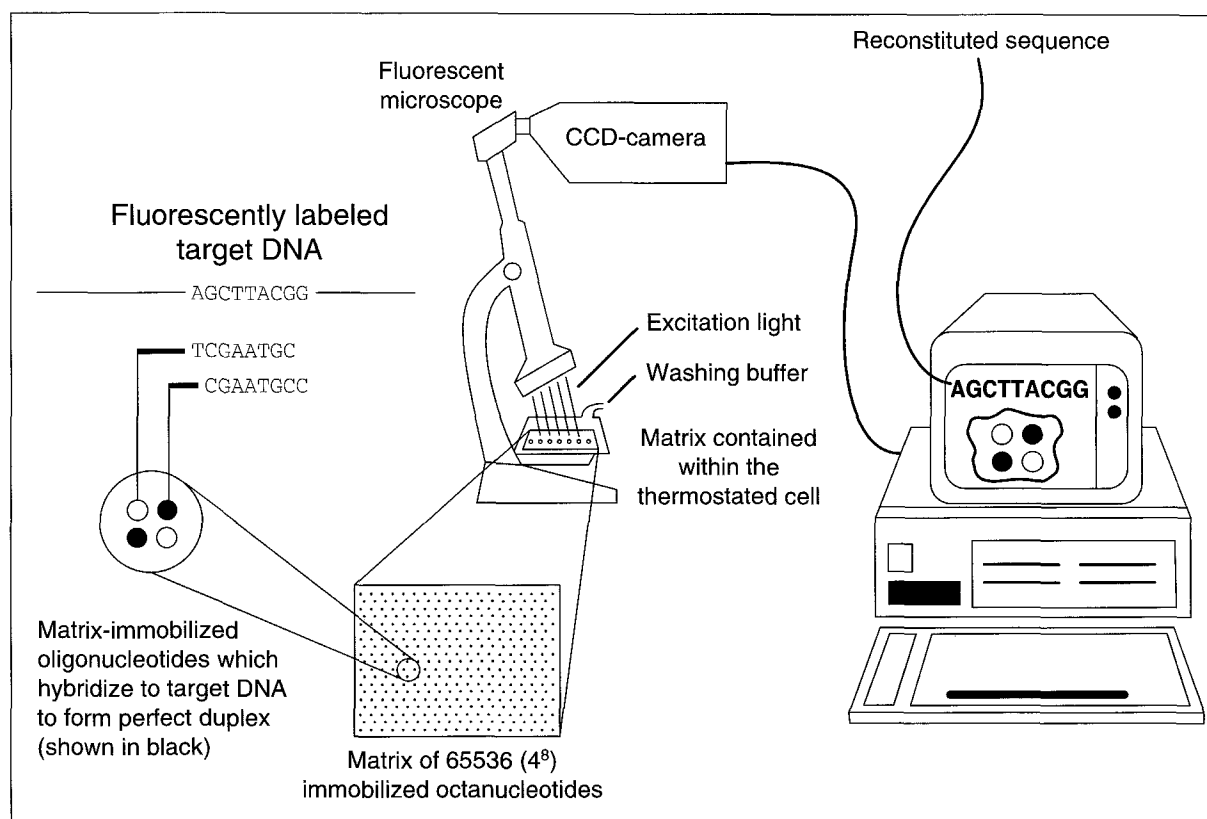 Reconstituted sequence
Fluorescent
microscope
CCD-camera
Fluorescently labeled
target DNA
AGCTTACGG
TCGAATGC
CGAATGCC
Excitation light
Washing buffer
Matrix contained
within the
thermostated cell
AGCTTACGG
Matrix-immobilized
oligonucleotides which
hybridize to target DNA
to form perfect duplex
(shown in black)
Matrix of 65536 (4⁸)
immobilized octanucleotides